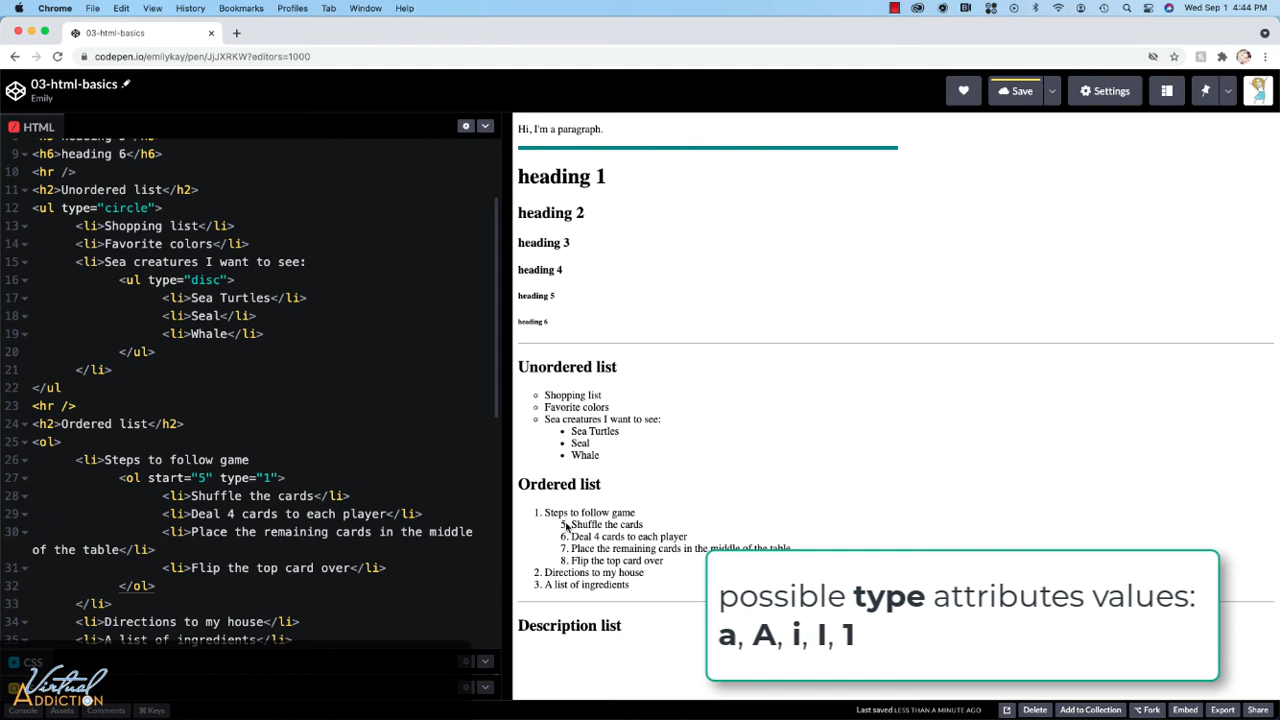 Chrome File Edit View History Bookmarks Profiles Tab Window Help Wed Sep 1 4:44 PM
03-html-basics
codepen.io/emilykay/pen/JjJXRKW?editors=1000
03-html-basics
Emily
Save
Settings
HTML
9 <h6>heading 6</h6>
10 <hr />
11 <h2>Unordered list</h2>
12 <ul type="circle">
13 <li>Shopping list</li>
14 <li>Favorite colors</li>
15 <li>Sea creatures I want to see:
16 <ul type="disc">
17 <li>Sea Turtles</li>
18 <li>Seal</li>
19 <li>Whale</li>
20 </ul>
21 </li>
22 </ul
23 <hr />
24 <h2>Ordered list</h2>
25 <ol>
26 <li>Steps to follow game
27 <ol start="5" type="1">
28 <li>Shuffle the cards</li>
29 <li>Deal 4 cards to each player</li>
30 <li>Place the remaining cards in the middle
of the table</li>
31 <li>Flip the top card over</li>
32 </ol>
33 </li>
34 <li>Directions to my house</li>
35 <li>A list of ingredients</li>
CSS
Virtual
ADDICTION
Console Assets Comments ⌘ Keys
Hi, I'm a paragraph.
heading 1
heading 2
heading 3
heading 4
heading 5
heading 6
Unordered list
Shopping list
Favorite colors
Sea creatures I want to see:
Sea Turtles
Seal
Whale
Ordered list
1. Steps to follow game
5. Shuffle the cards
6. Deal 4 cards to each player
7. Place the remaining cards in the middle of the table
8. Flip the top card over
2. Directions to my house
3. A list of ingredients
Description list
possible type attributes values:
a, A, i, I, 1
Last saved LESS THAN A MINUTE AGO Delete Add to Collection Fork Embed Export Share